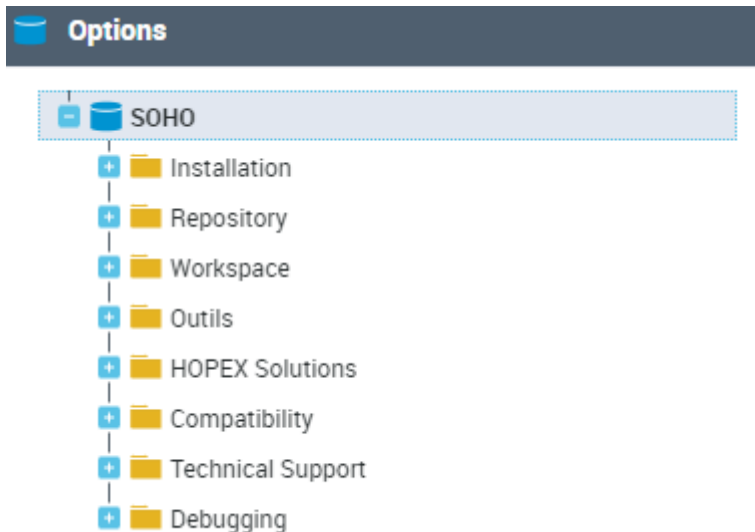 Options
SOHO
Installation
Repository
Workspace
Outils
HOPEX Solutions
Compatibility
Technical Support
Debugging